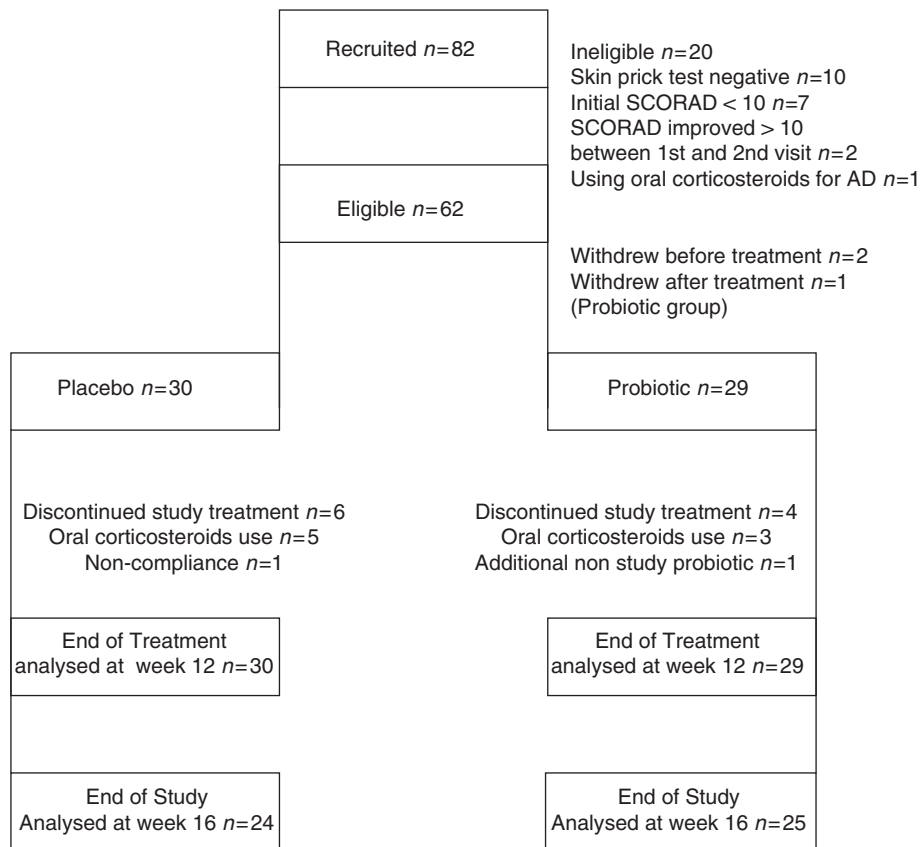 Recruited n=82
Ineligible n=20
Skin prick test negative n=10
Initial SCORAD < 10 n=7
SCORAD improved > 10
between 1st and 2nd visit n=2
Using oral corticosteroids for AD n=1
Eligible n=62
Withdrew before treatment n=2
Withdrew after treatment n=1
(Probiotic group)
Placebo n=30
Probiotic n=29
Discontinued study treatment n=6
Oral corticosteroids use n=5
Non-compliance n=1
Discontinued study treatment n=4
Oral corticosteroids use n=3
Additional non study probiotic n=1
End of Treatment
analysed at week 12 n=30
End of Treatment
analysed at week 12 n=29
End of Study
Analysed at week 16 n=24
End of Study
Analysed at week 16 n=25